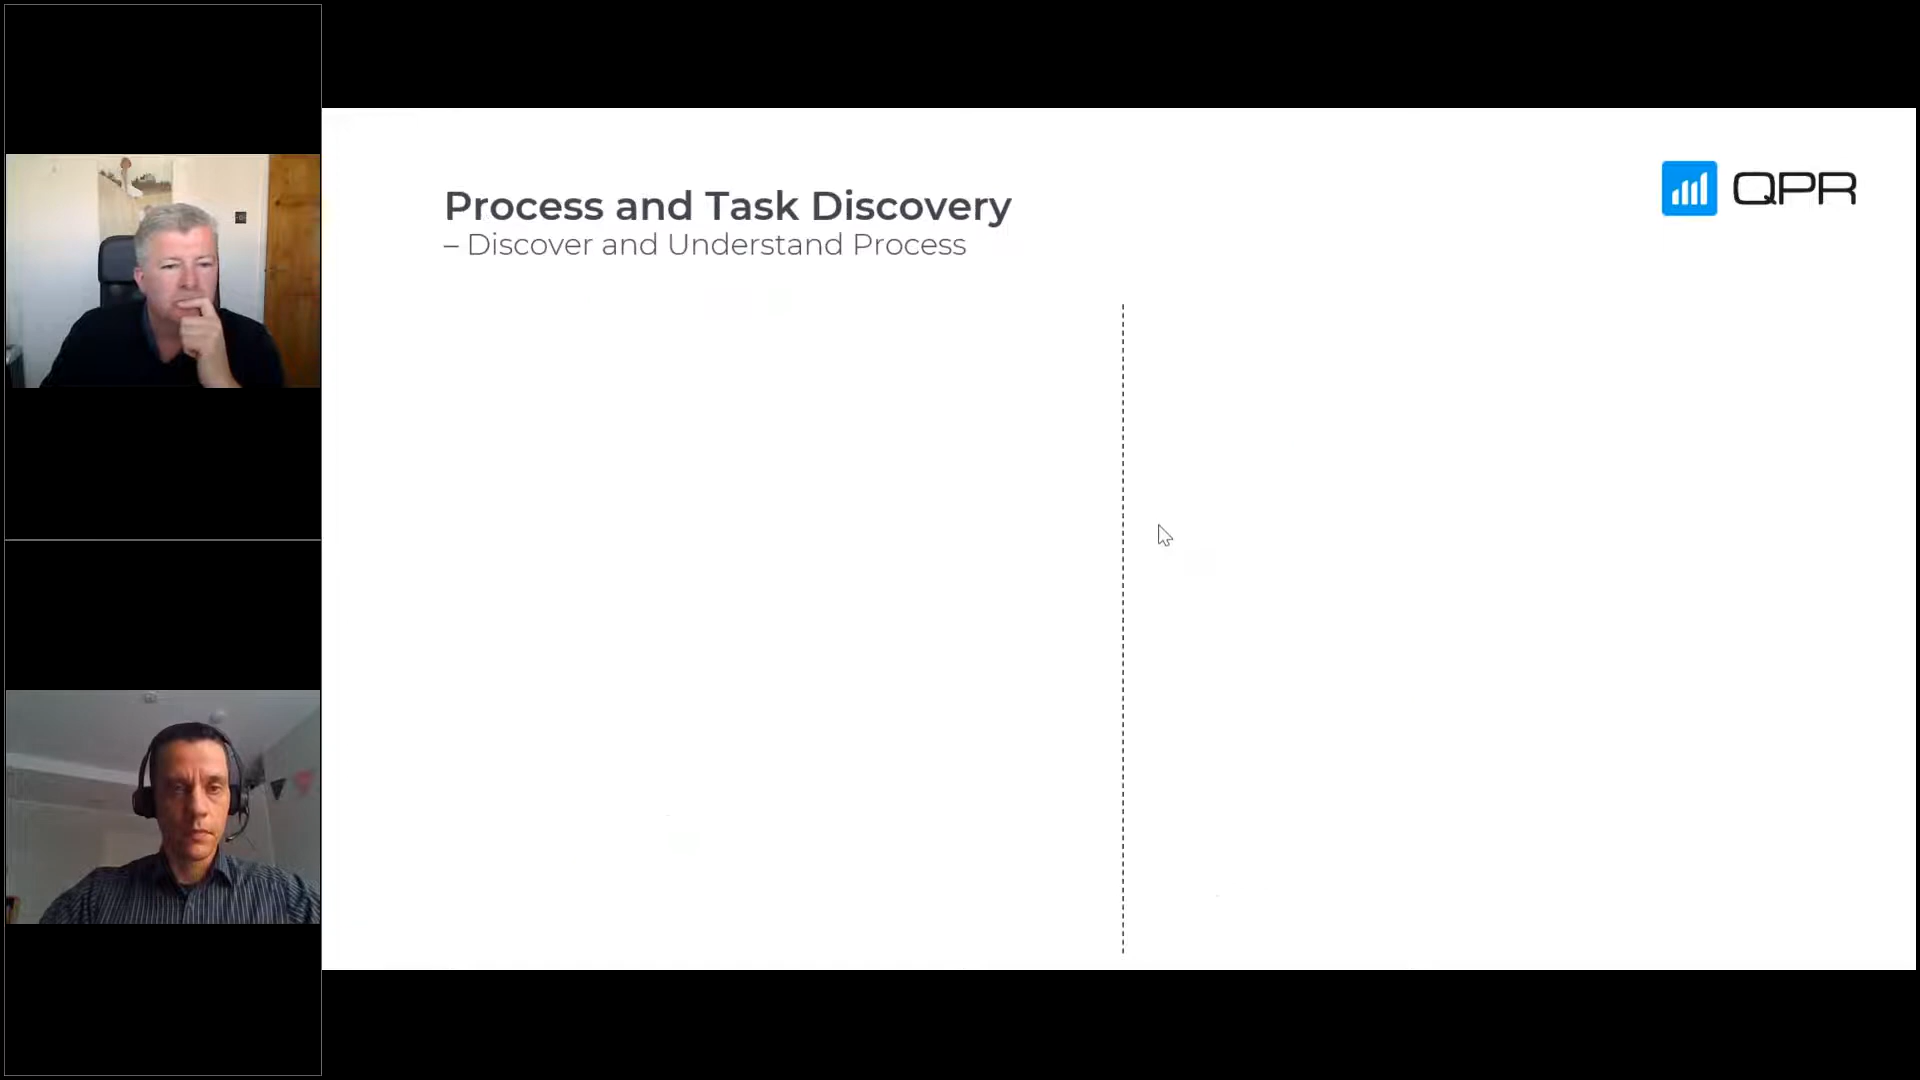 Process and Task Discovery
– Discover and Understand Process
QPR